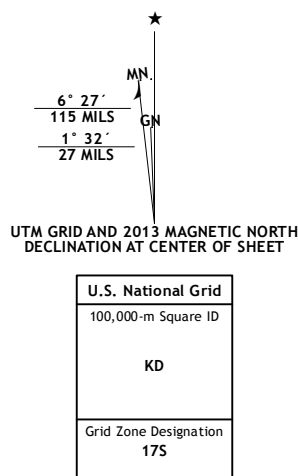 ★
MN.
6° 27´
115 MILS
GN
1° 32´
27 MILS
UTM GRID AND 2013 MAGNETIC NORTH
DECLINATION AT CENTER OF SHEET
U.S. National Grid
100,000-m Square ID
KD
Grid Zone Designation
17S